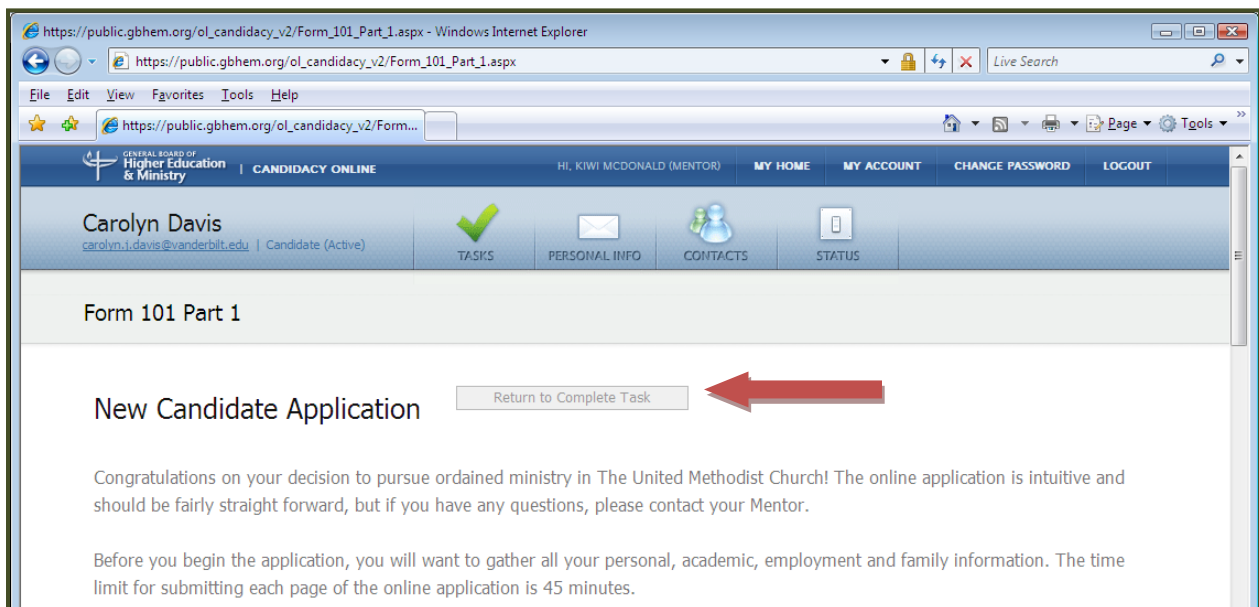 https://public.gbhem.org/ol_candidacy_v2/Form_101_Part_1.aspx - Windows Internet Explorer
https://public.gbhem.org/ol_candidacy_v2/Form_101_Part_1.aspx Live Search
File Edit View Favorites Tools Help
https://public.gbhem.org/ol_candidacy_v2/Form... Page Tools
GENERAL BOARD OF
Higher Education
& Ministry | CANDIDACY ONLINE HI, KIWI MCDONALD (MENTOR) MY HOME MY ACCOUNT CHANGE PASSWORD LOGOUT
Carolyn Davis
carolyn.j.davis@vanderbilt.edu | Candidate (Active)
TASKS PERSONAL INFO CONTACTS STATUS
Form 101 Part 1
Return to Complete Task
New Candidate Application
Congratulations on your decision to pursue ordained ministry in The United Methodist Church! The online application is intuitive and
should be fairly straight forward, but if you have any questions, please contact your Mentor.
Before you begin the application, you will want to gather all your personal, academic, employment and family information. The time
limit for submitting each page of the online application is 45 minutes.